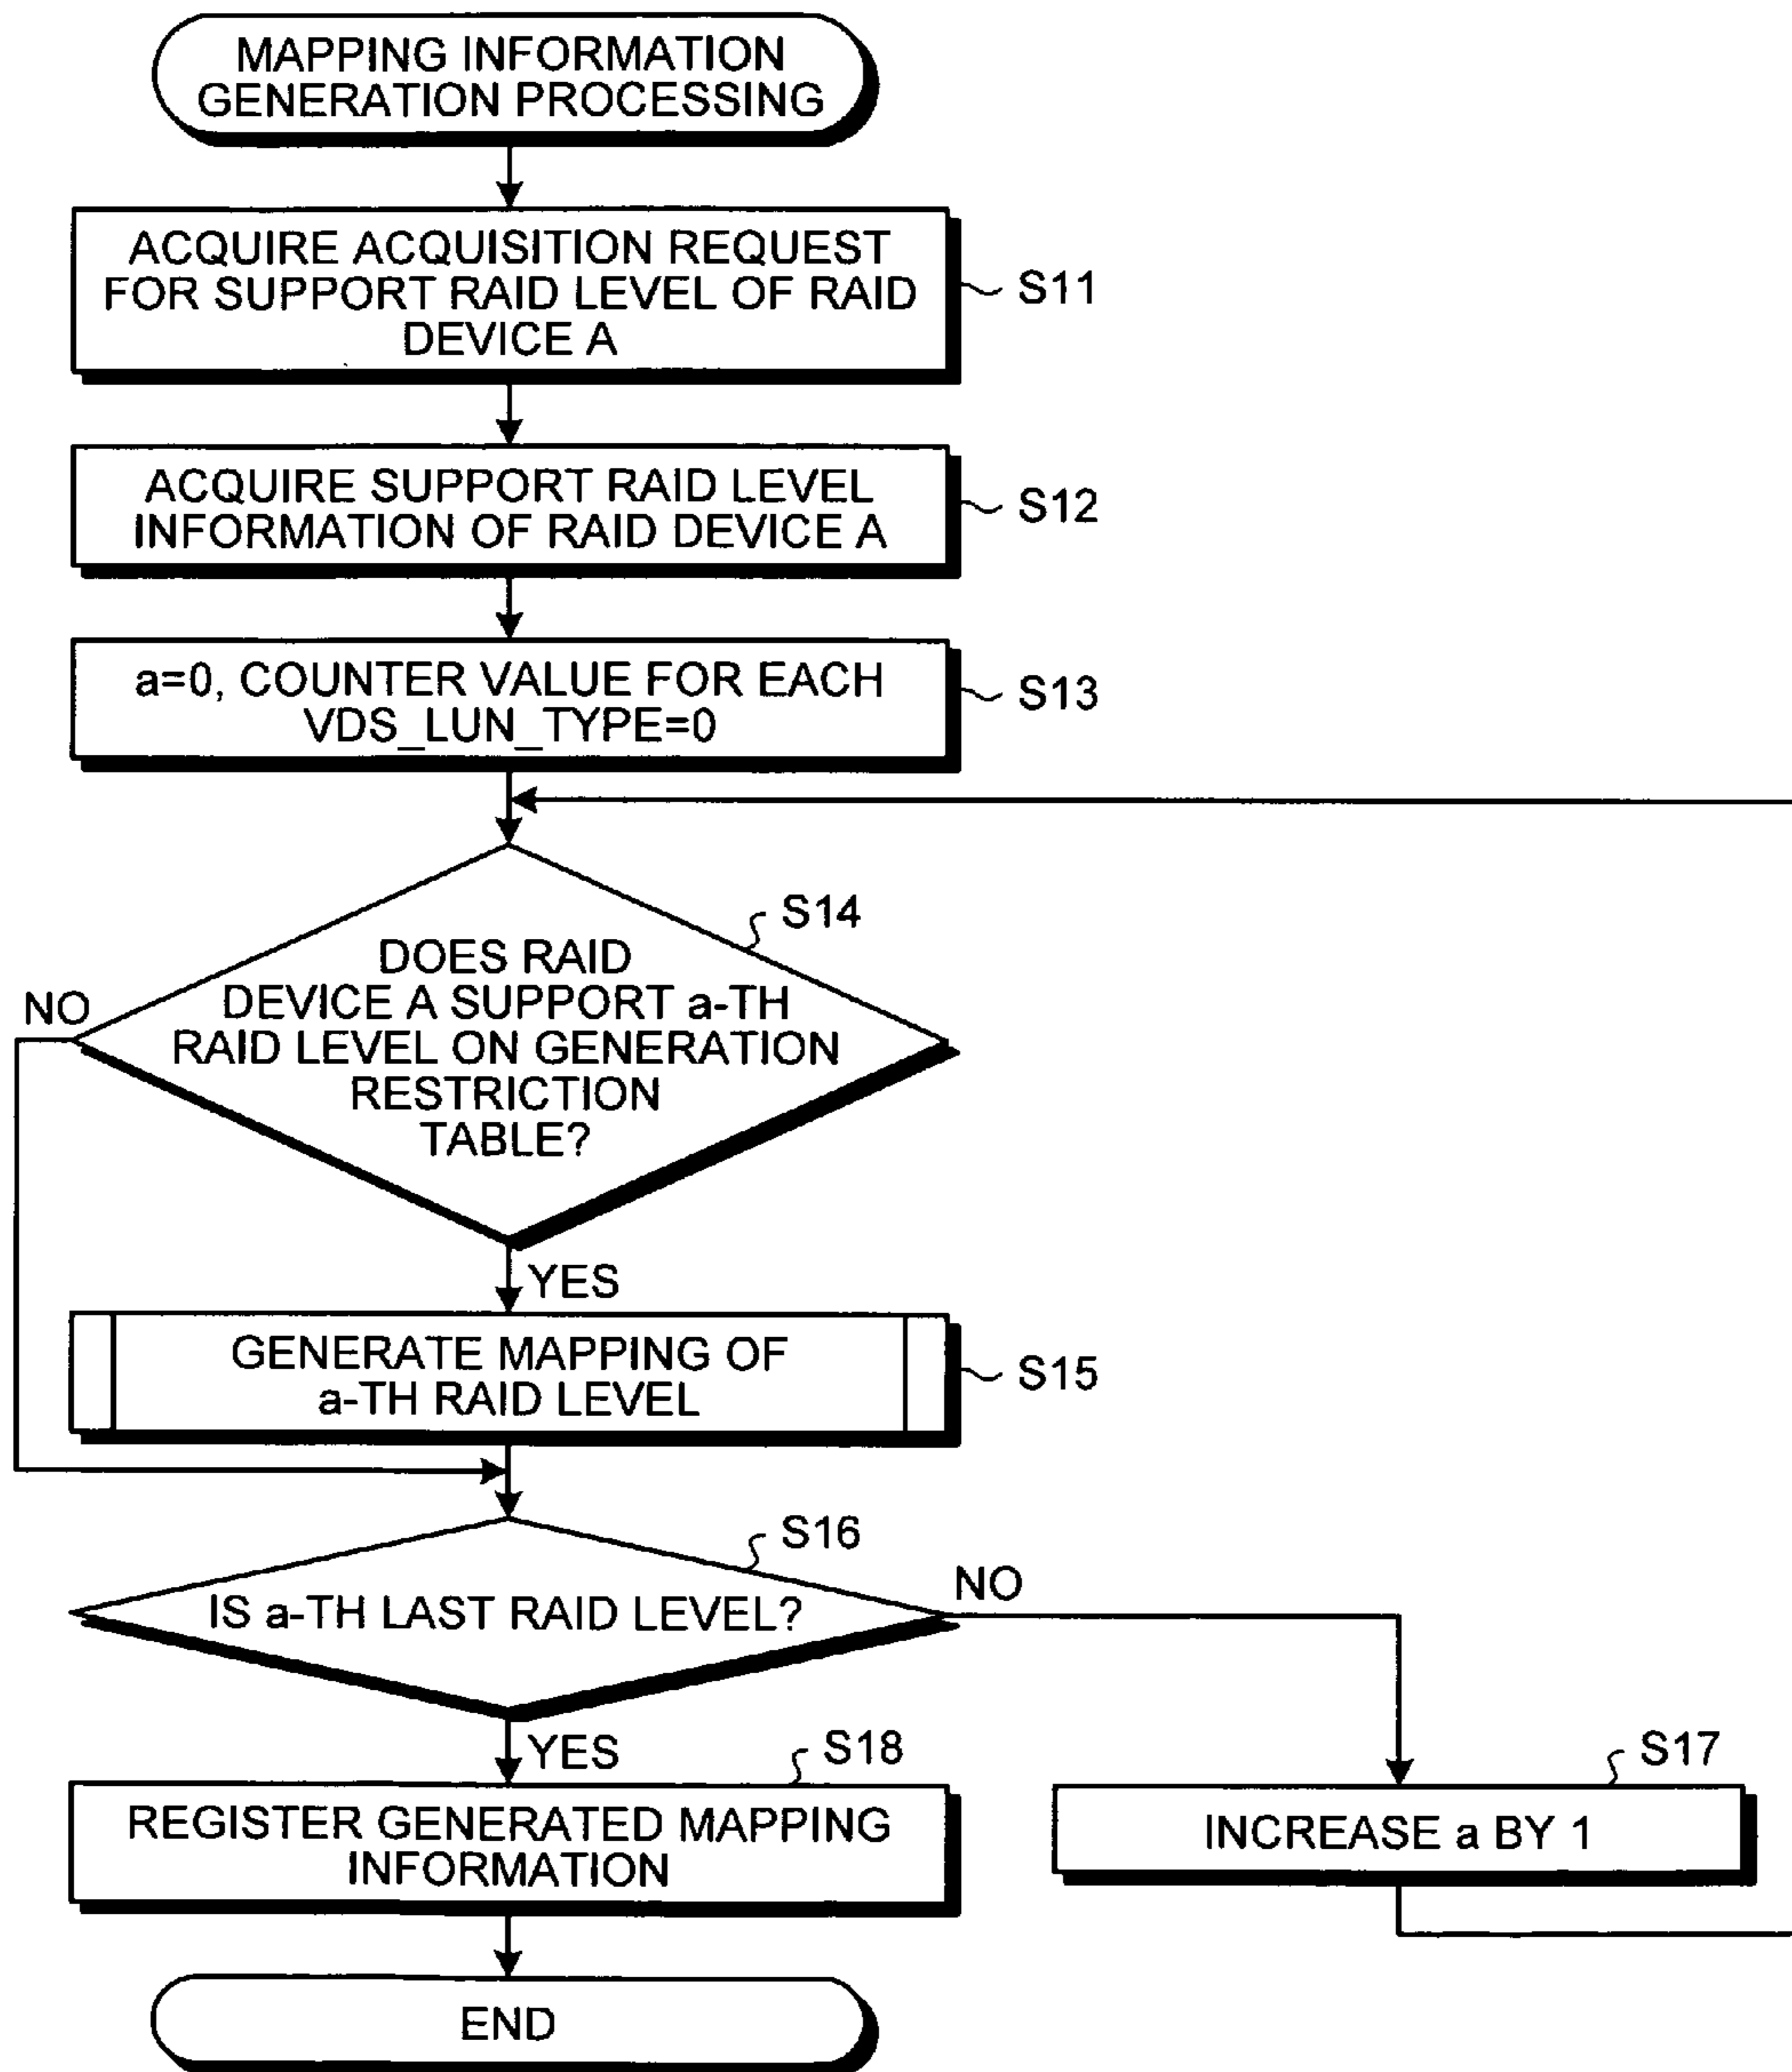 MAPPING INFORMATION
GENERATION PROCESSING
ACQUIRE ACQUISITION REQUEST
FOR SUPPORT RAID LEVEL OF RAID
DEVICE A
S11
ACQUIRE SUPPORT RAID LEVEL
INFORMATION OF RAID DEVICE A
S12
a=0, COUNTER VALUE FOR EACH
VDS_LUN_TYPE=0
S13
S14
DOES RAID
DEVICE A SUPPORT a-TH
RAID LEVEL ON GENERATION
RESTRICTION
TABLE?
NO
YES
GENERATE MAPPING OF
a-TH RAID LEVEL
S15
S16
IS a-TH LAST RAID LEVEL?
NO
YES
S18
REGISTER GENERATED MAPPING
INFORMATION
S17
INCREASE a BY 1
END